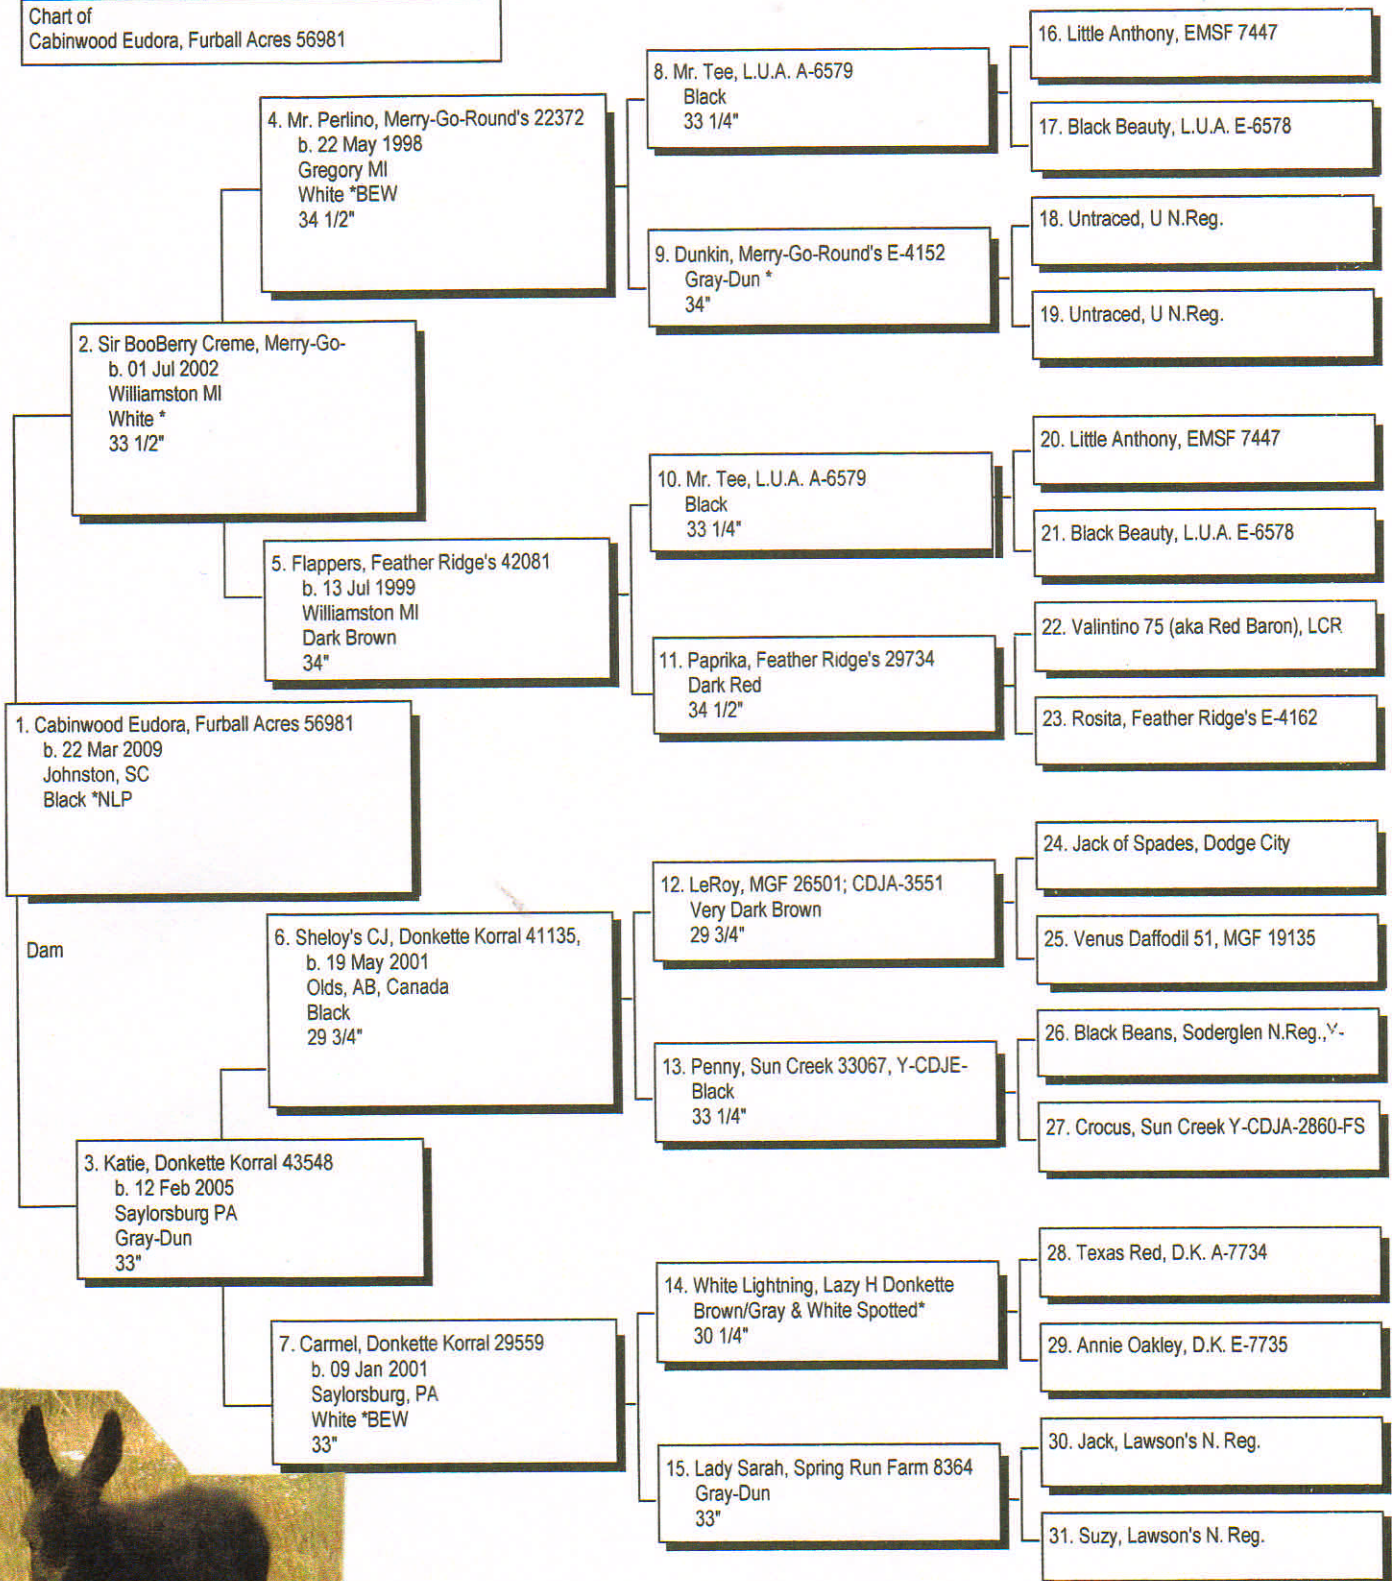 Chart of
Cabinwood Eudora, Furball Acres 56981
1. Cabinwood Eudora, Furball Acres 56981
b. 22 Mar 2009
Johnston, SC
Black *NLP
Dam
2. Sir BooBerry Creme, Merry-Go-
b. 01 Jul 2002
Williamston MI
White *
33 1/2"
3. Katie, Donkette Korral 43548
b. 12 Feb 2005
Saylorsburg PA
Gray-Dun
33"
4. Mr. Perlino, Merry-Go-Round's 22372
b. 22 May 1998
Gregory MI
White *BEW
34 1/2"
5. Flappers, Feather Ridge's 42081
b. 13 Jul 1999
Williamston MI
Dark Brown
34"
6. Sheloy's CJ, Donkette Korral 41135,
b. 19 May 2001
Olds, AB, Canada
Black
29 3/4"
7. Carmel, Donkette Korral 29559
b. 09 Jan 2001
Saylorsburg, PA
White *BEW
33"
8. Mr. Tee, L.U.A. A-6579
Black
33 1/4"
9. Dunkin, Merry-Go-Round's E-4152
Gray-Dun *
34"
10. Mr. Tee, L.U.A. A-6579
Black
33 1/4"
11. Paprika, Feather Ridge's 29734
Dark Red
34 1/2"
12. LeRoy, MGF 26501; CDJA-3551
Very Dark Brown
29 3/4"
13. Penny, Sun Creek 33067, Y-CDJE-
Black
33 1/4"
14. White Lightning, Lazy H Donkette
Brown/Gray & White Spotted*
30 1/4"
15. Lady Sarah, Spring Run Farm 8364
Gray-Dun
33"
16. Little Anthony, EMSF 7447
17. Black Beauty, L.U.A. E-6578
18. Untraced, U N.Reg.
19. Untraced, U N.Reg.
20. Little Anthony, EMSF 7447
21. Black Beauty, L.U.A. E-6578
22. Valintino 75 (aka Red Baron), LCR
23. Rosita, Feather Ridge's E-4162
24. Jack of Spades, Dodge City
25. Venus Daffodil 51, MGF 19135
26. Black Beans, Soderglen N.Reg.,Y-
27. Crocus, Sun Creek Y-CDJA-2860-FS
28. Texas Red, D.K. A-7734
29. Annie Oakley, D.K. E-7735
30. Jack, Lawson's N. Reg.
31. Suzy, Lawson's N. Reg.